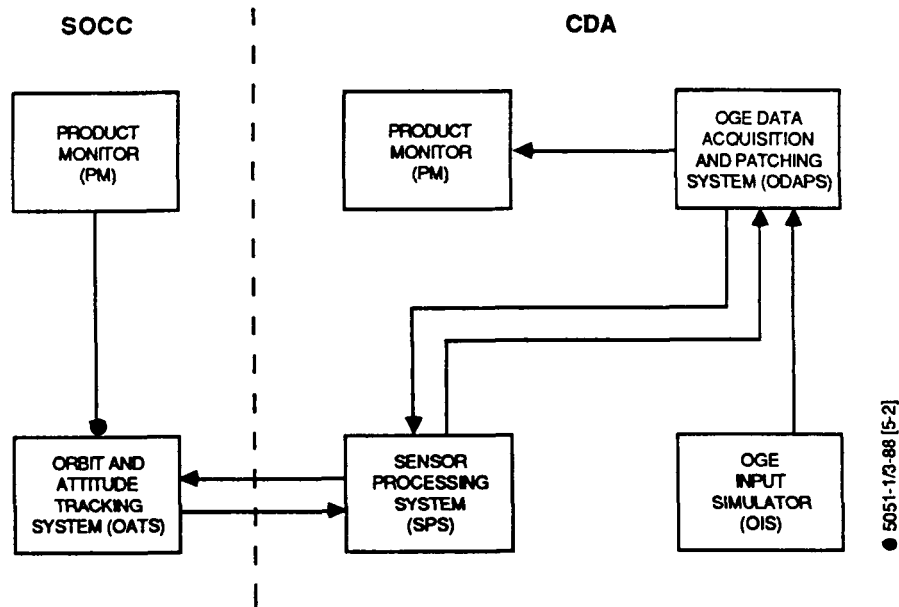 SOCC
CDA
PRODUCT
MONITOR
(PM)
PRODUCT
MONITOR
(PM)
OGE DATA
ACQUISITION
AND PATCHING
SYSTEM (ODAPS)
ORBIT AND
ATTITUDE
TRACKING
SYSTEM (OATS)
SENSOR
PROCESSING
SYSTEM
(SPS)
OGE
INPUT
SIMULATOR
(OIS)
● 5051-1/3-88 [5-2]